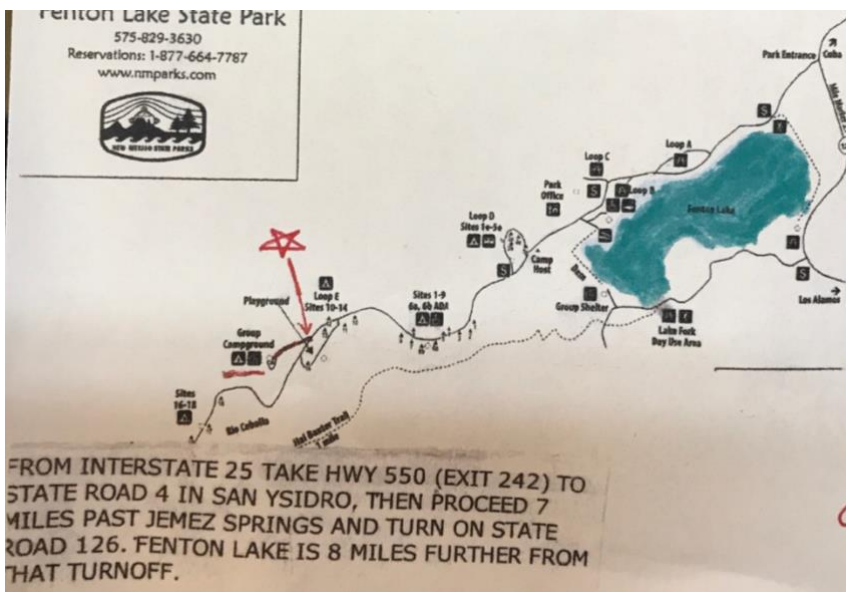 Fenton Lake State Park
575-829-3630
Reservations: 1-877-664-7787
www.nmparks.com
NEW MEXICO STATE PARKS
Park Entrance
Cuba
Loop A
Loop C
Loop B
Park
Office
Fenton Lake
Loop D
Sites 1e-5e
Camp
Host
Dam
Los Alamos
Group Shelter
Lake Fork
Day Use Area
Loop E
Sites 10-14
Sites 1-9
6a, 6b ADA
Playground
Group
Campground
Sites
16-18
Rio Cebolla
Hal Baxter Trail
1 mile
FROM INTERSTATE 25 TAKE HWY 550 (EXIT 242) TO
STATE ROAD 4 IN SAN YSIDRO, THEN PROCEED 7
MILES PAST JEMEZ SPRINGS AND TURN ON STATE
ROAD 126. FENTON LAKE IS 8 MILES FURTHER FROM
THAT TURNOFF.